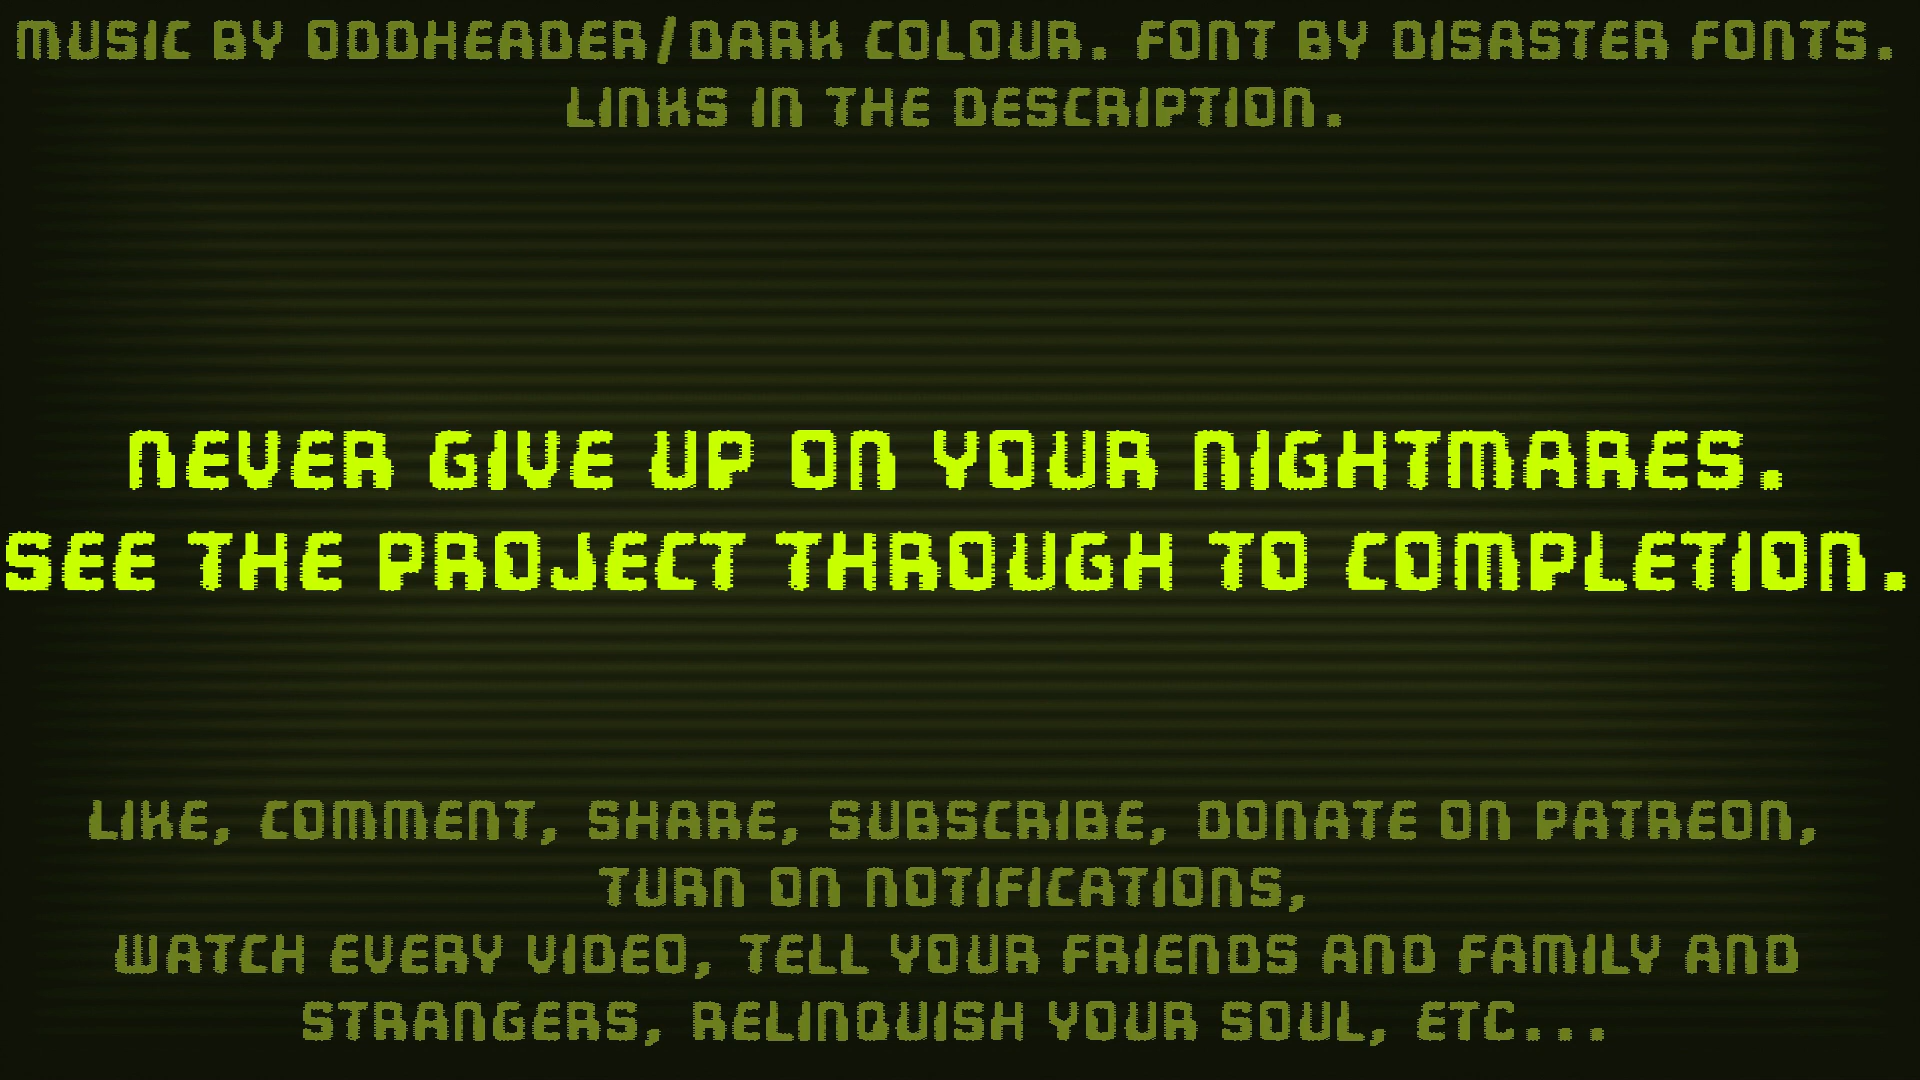 MUSIC BY ODDHEADER/DARK COLOUR. FONT BY DISASTER FONTS.
LINKS IN THE DESCRIPTION.
NEVER GIVE UP ON YOUR NIGHTMARES.
SEE THE PROJECT THROUGH TO COMPLETION.
LIKE, COMMENT, SHARE, SUBSCRIBE, DONATE ON PATREON,
TURN ON NOTIFICATIONS,
WATCH EVERY VIDEO, TELL YOUR FRIENDS AND FAMILY AND
STRANGERS, RELINQUISH YOUR SOUL, ETC...